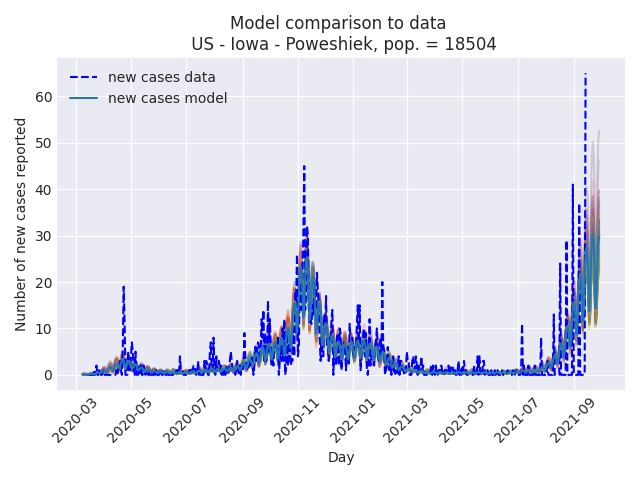 Model comparison to data
US - Iowa - Poweshiek, pop. = 18504
new cases data
new cases model
Number of new cases reported
60
50
40
30
20
10
0
2020-03
2020-05
2020-07
2020-09
2020-11
2021-01
2021-03
2021-05
2021-07
2021-09
Day